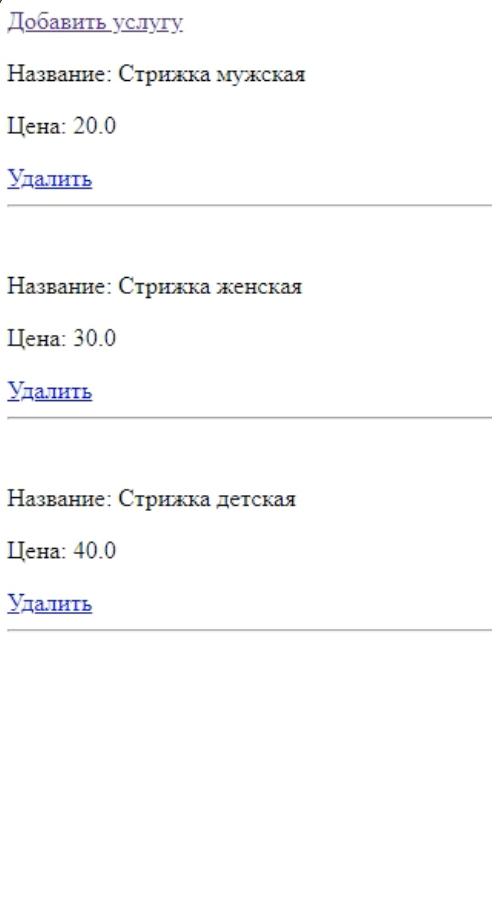 Добавить услугу
Название: Стрижка мужская
Цена: 20.0
Удалить
Название: Стрижка женская
Цена: 30.0
Удалить
Название: Стрижка детская
Цена: 40.0
Удалить